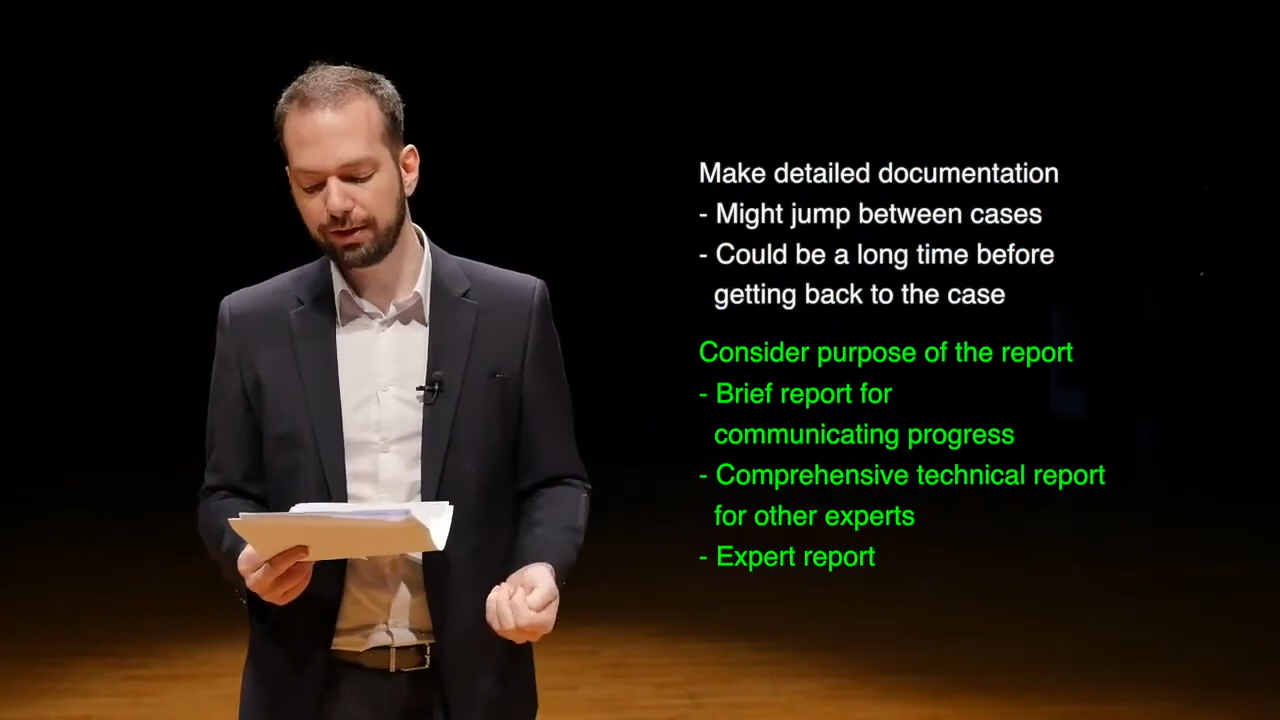 Make detailed documentation
- Might jump between cases
- Could be a long time before
getting back to the case
Consider purpose of the report
- Brief report for
communicating progress
- Comprehensive technical report
for other experts
- Expert report